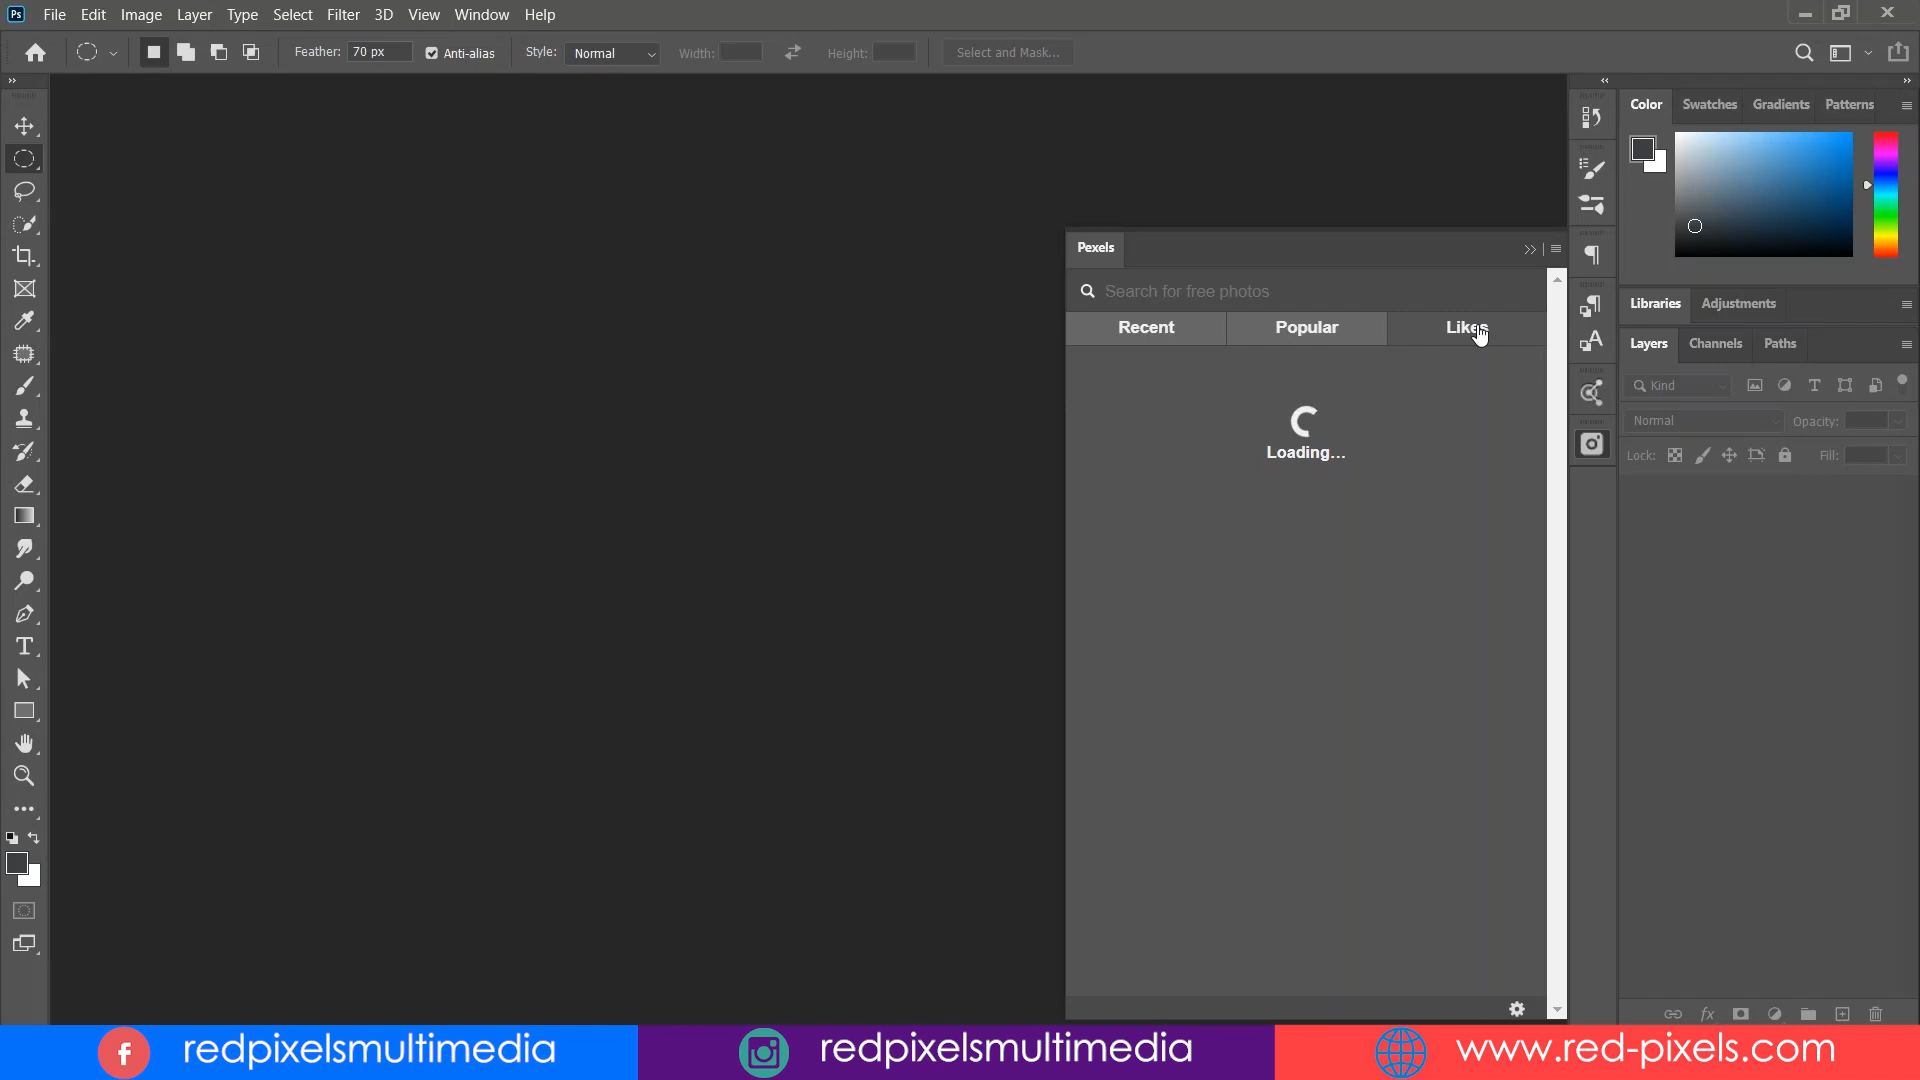 Ps File Edit Image Layer Type Select Filter 3D View Window Help
Feather: 70 px Anti-alias Style: Normal Width: Height: Select and Mask...
Color Swatches Gradients Patterns
Pexels
Search for free photos
Recent Popular Likes
Loading...
Libraries Adjustments
Layers Channels Paths
Kind
Normal Opacity:
Lock: Fill:
fx
redpixelsmultimedia redpixelsmultimedia www.red-pixels.com